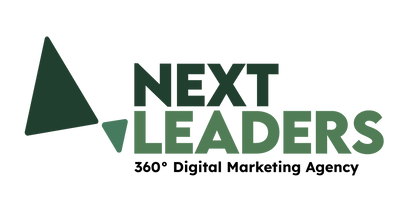 NEXT
LEADERS
360° Digital Marketing Agency